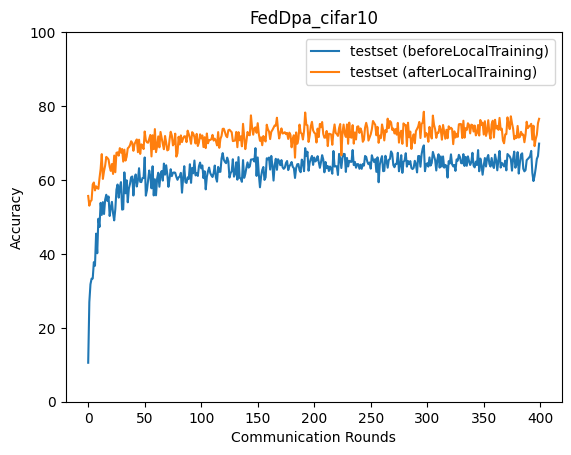 FedDpa_cifar10
testset (beforeLocalTraining)
testset (afterLocalTraining)
100
80
60
40
20
0
Accuracy
0 50 100 150 200 250 300 350 400
Communication Rounds